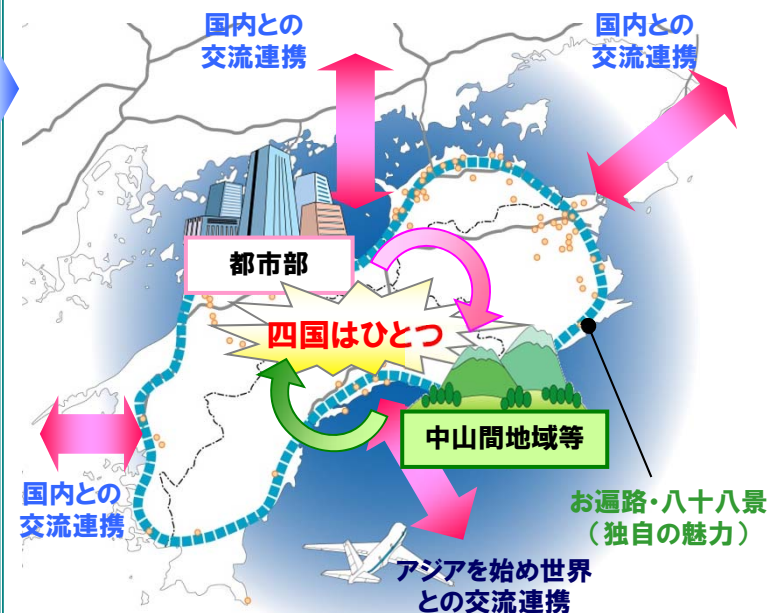 国内との
交流連携
国内との
交流連携
都市部
四国はひとつ
中山間地域等
国内との
交流連携
お遍路・八十八景
（独自の魅力）
アジアを始め世界
との交流連携